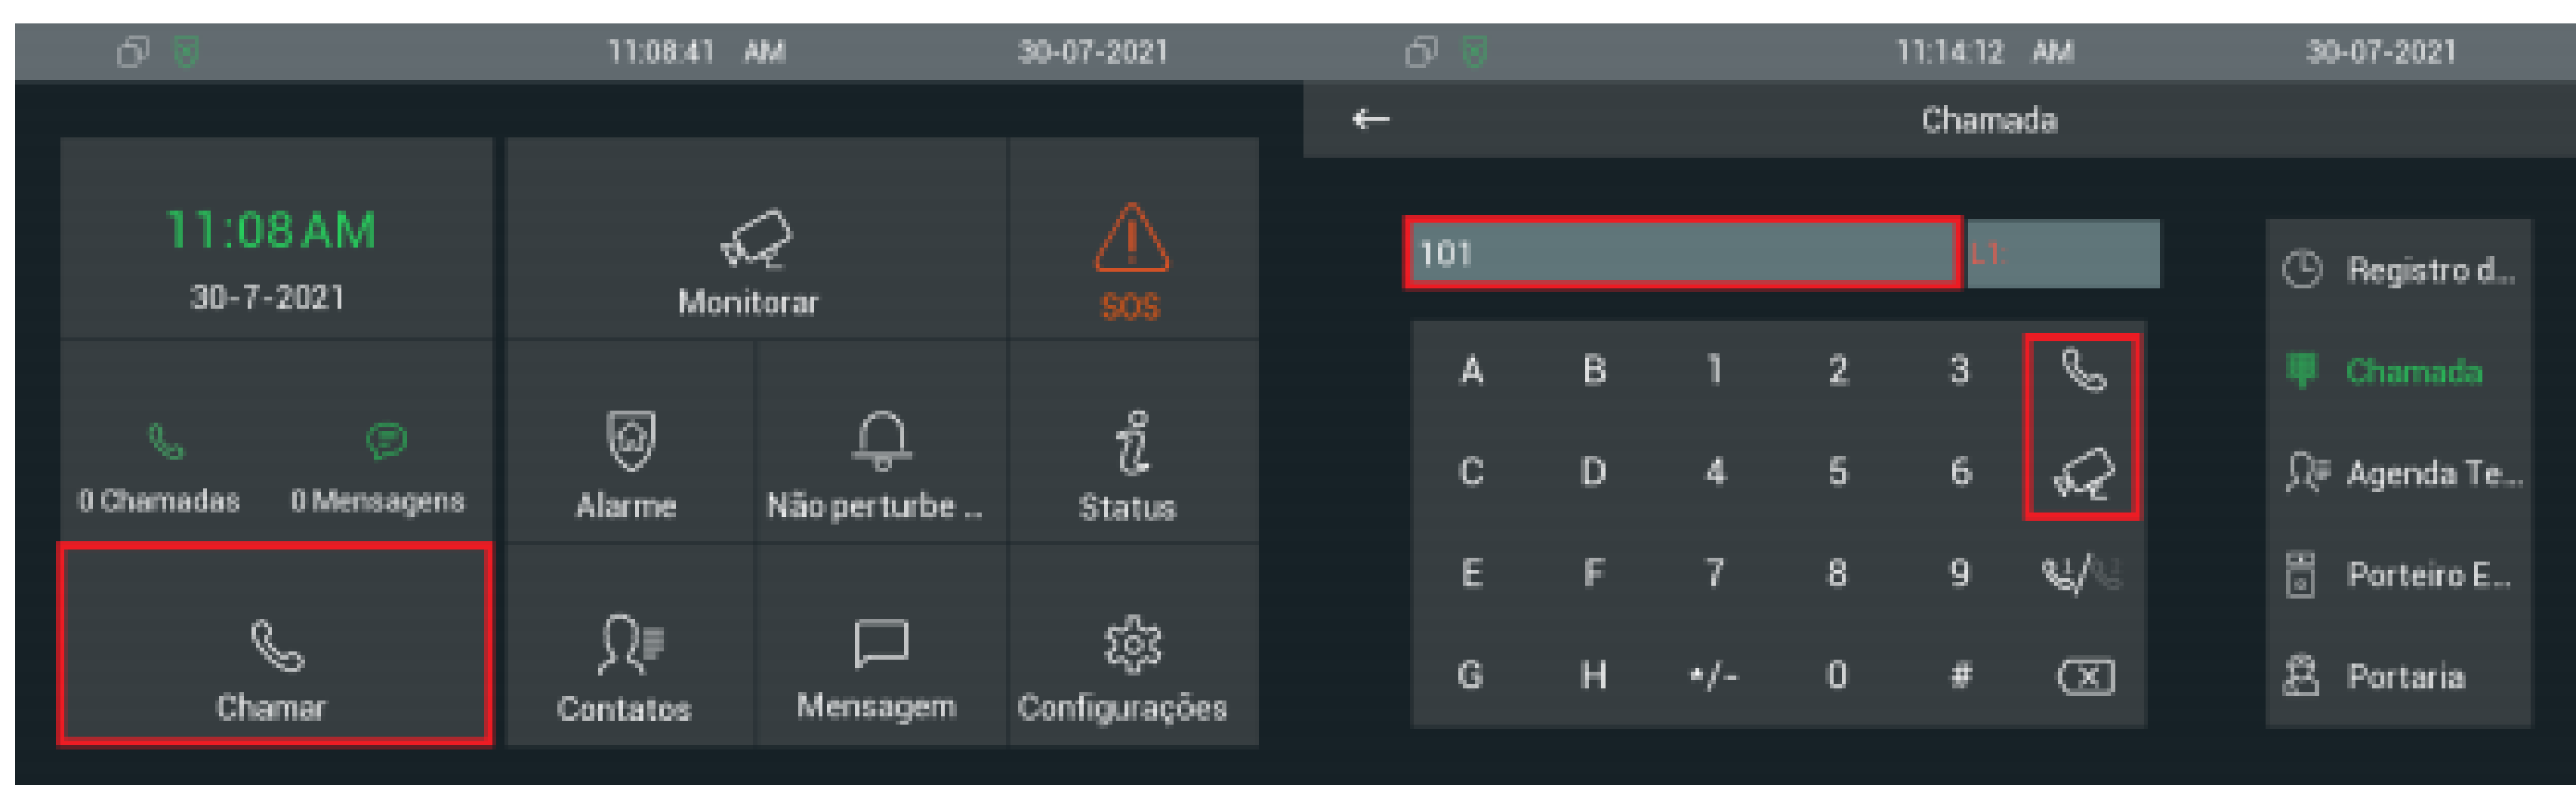 11:08:41 AM 30-07-2021
11:08 AM
30-7-2021
Monitorar
SOS
0 Chamadas
0 Mensagens
Alarme
Não perturbe ...
Status
Chamar
Contatos
Mensagem
Configurações
11:14:12 AM 30-07-2021
Chamada
101
L1:
A B 1 2 3
C D 4 5 6
E F 7 8 9
G H */- 0 #
Registro d...
Chamada
Agenda Te...
Porteiro E...
Portaria